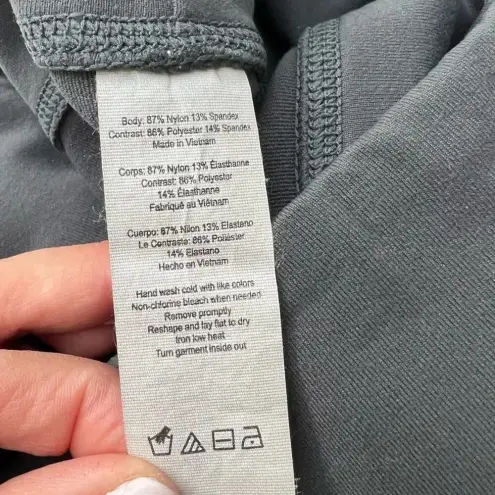 Body: 87% Nylon 13% Spandex
Contrast: 86% Polyester 14% Spandex
Made in Vietnam
Corps: 87% Nylon 13% Élasthanne
Contrast: 86% Polyester
14% Élasthanne
Fabriqué au Viêtnam
Cuerpo: 87% Nilon 13% Elastano
Le Contraste: 86% Poliéster
14% Elastano
Hecho en Vietnam
Hand wash cold with like colors
Non-chlorine bleach when needed
Remove promptly
Reshape and lay flat to dry
Iron low heat
Turn garment inside out